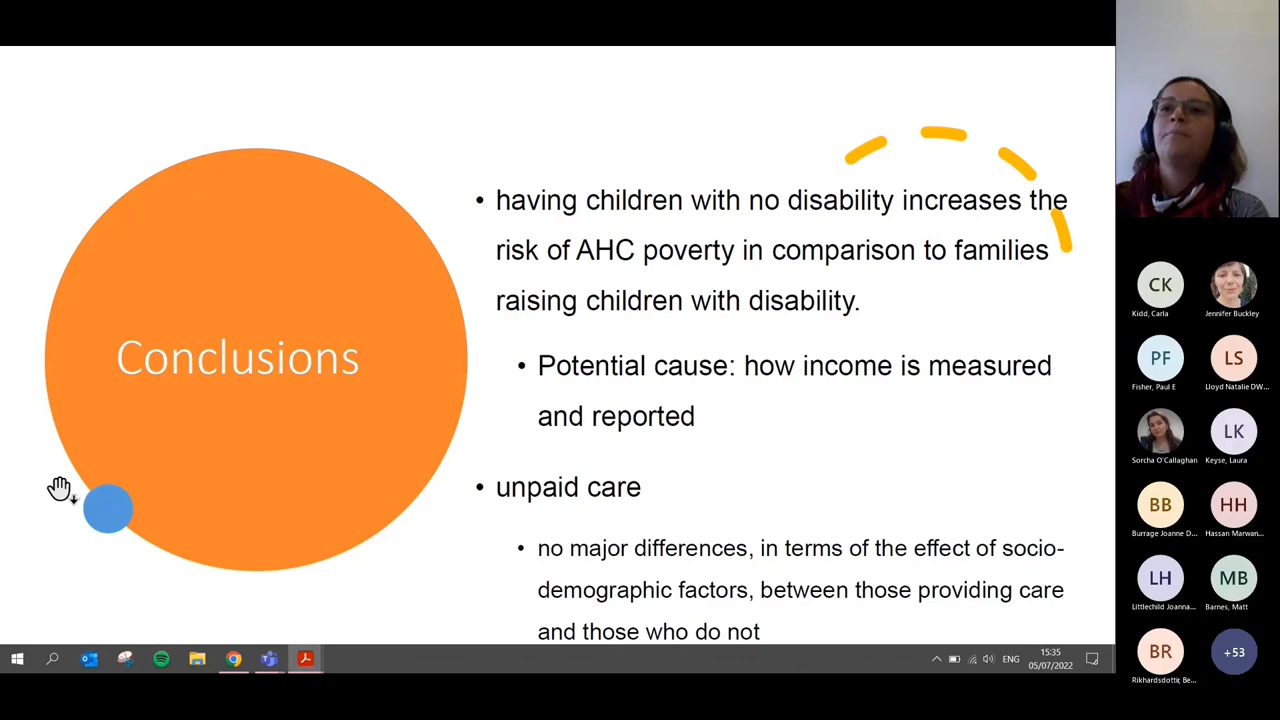 Conclusions
• having children with no disability increases the
risk of AHC poverty in comparison to families
raising children with disability.
• Potential cause: how income is measured
and reported
• unpaid care
• no major differences, in terms of the effect of socio-
demographic factors, between those providing care
and those who do not
ENG
15:35
05/07/2022
CK
Kidd, Carla
Jennifer Buckley
PF
Fisher, Paul E
LS
Lloyd Natalie DW...
Sorcha O'Callaghan
LK
Keyse, Laura
BB
Burrage Joanne D...
HH
Hassan Marwan...
LH
Littlechild Joanna...
MB
Barnes, Matt
BR
Rikhardsdottir, Be...
+53